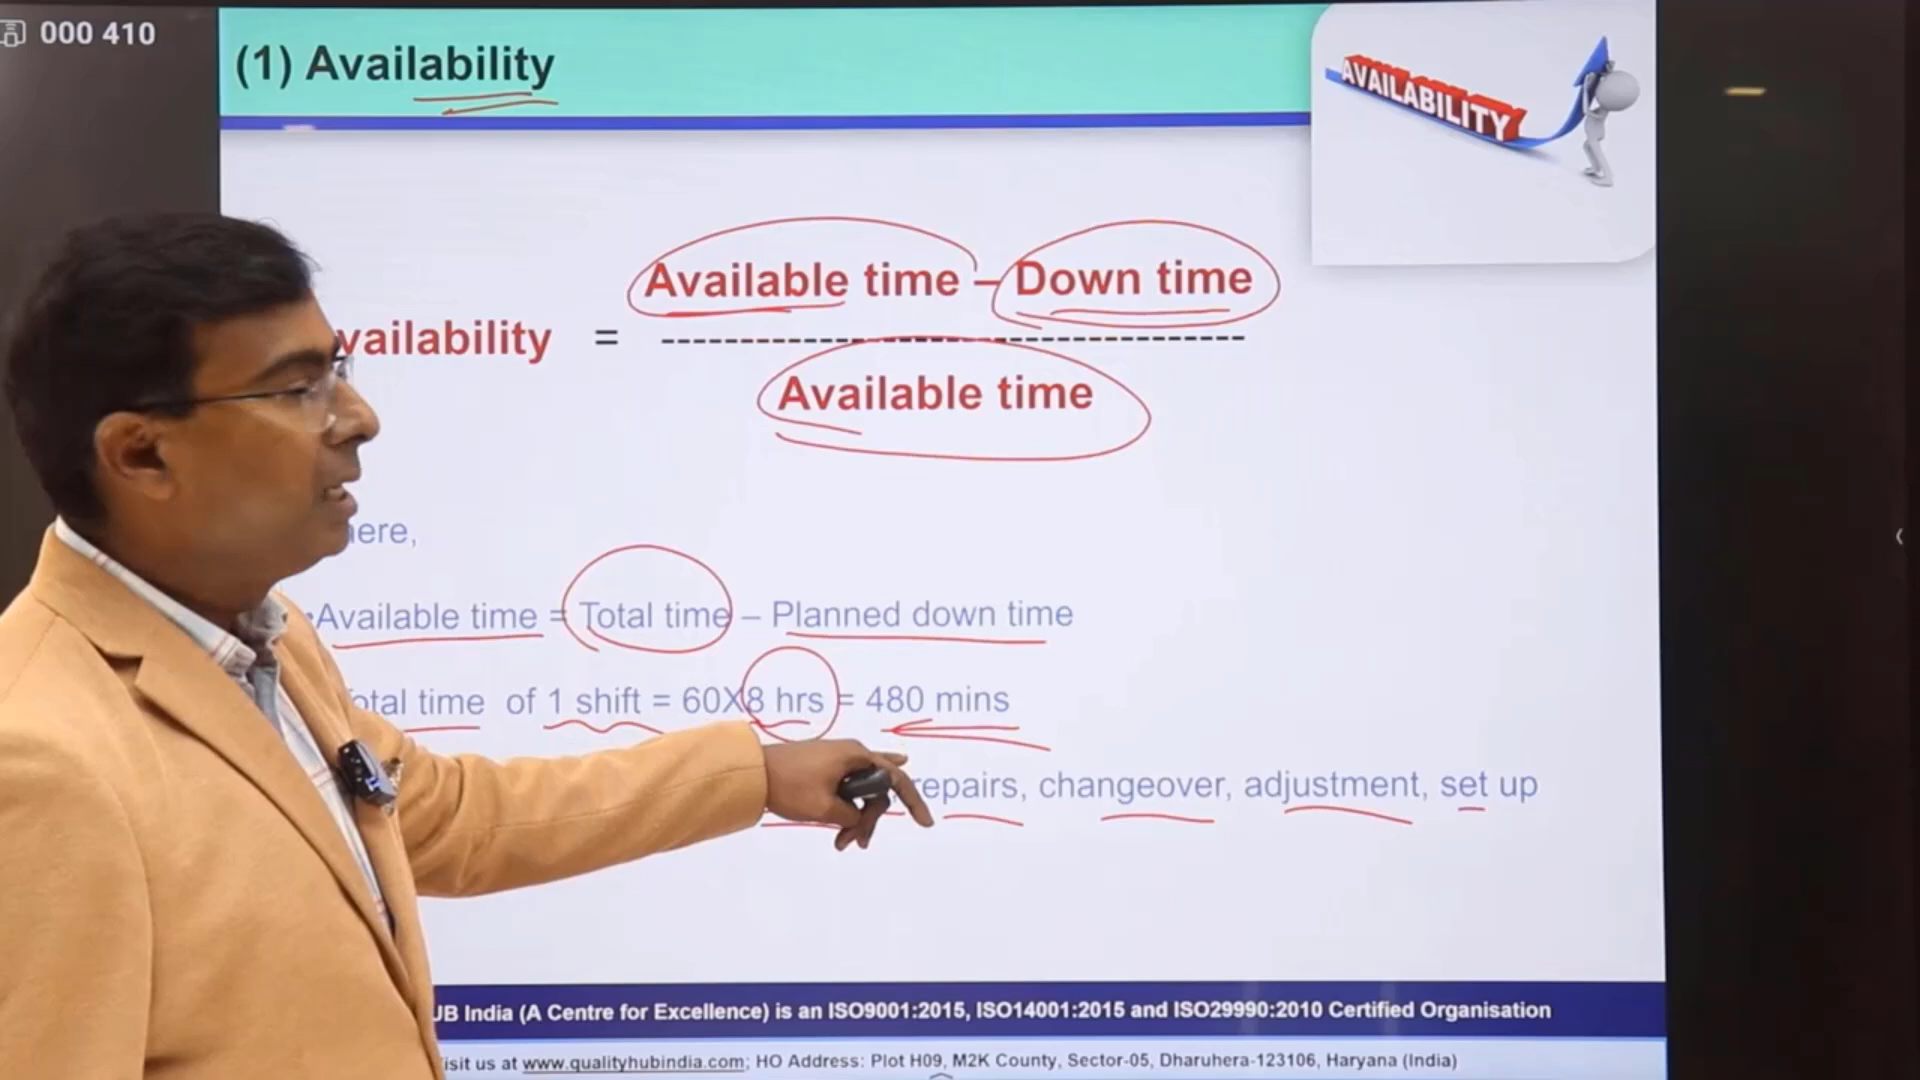 000 410
(1) Availability
AVAILABILITY
Available time – Down time
vailability = ------------------------------
Available time
ere,
•Available time = Total time – Planned down time
otal time of 1 shift = 60X8 hrs = 480 mins
repairs, changeover, adjustment, set up
UB India (A Centre for Excellence) is an ISO9001:2015, ISO14001:2015 and ISO29990:2010 Certified Organisation
isit us at www.qualityhubindia.com; HO Address: Plot H09, M2K County, Sector-05, Dharuhera-123106, Haryana (India)